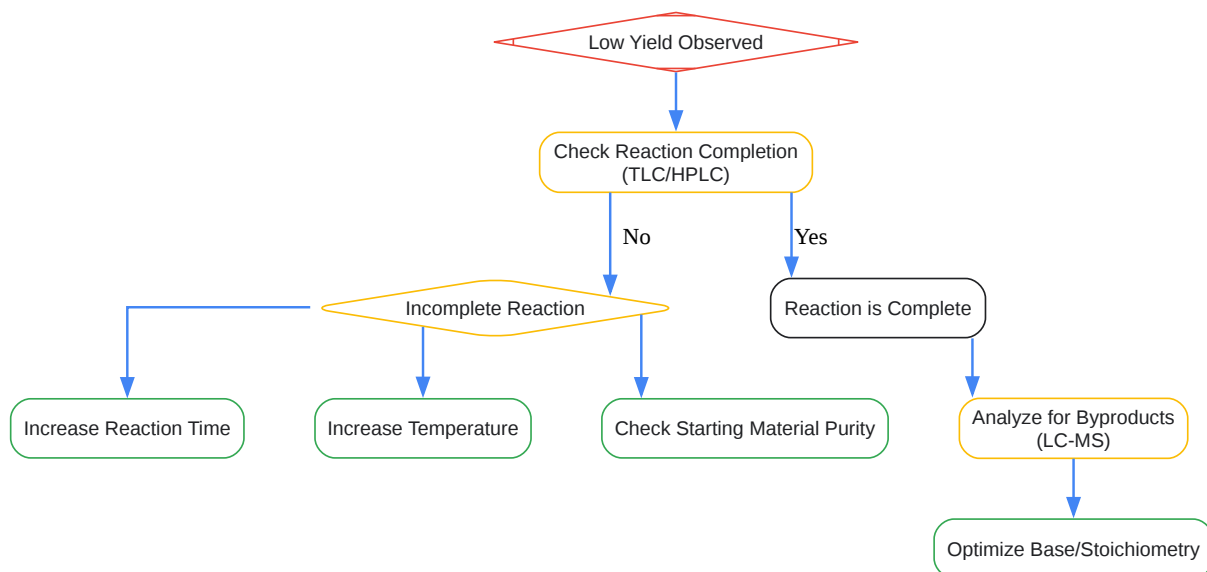 Low Yield Observed
Check Reaction Completion
(TLC/HPLC)
No
Yes
Incomplete Reaction
Reaction is Complete
Increase Reaction Time
Increase Temperature
Check Starting Material Purity
Analyze for Byproducts
(LC-MS)
Optimize Base/Stoichiometry